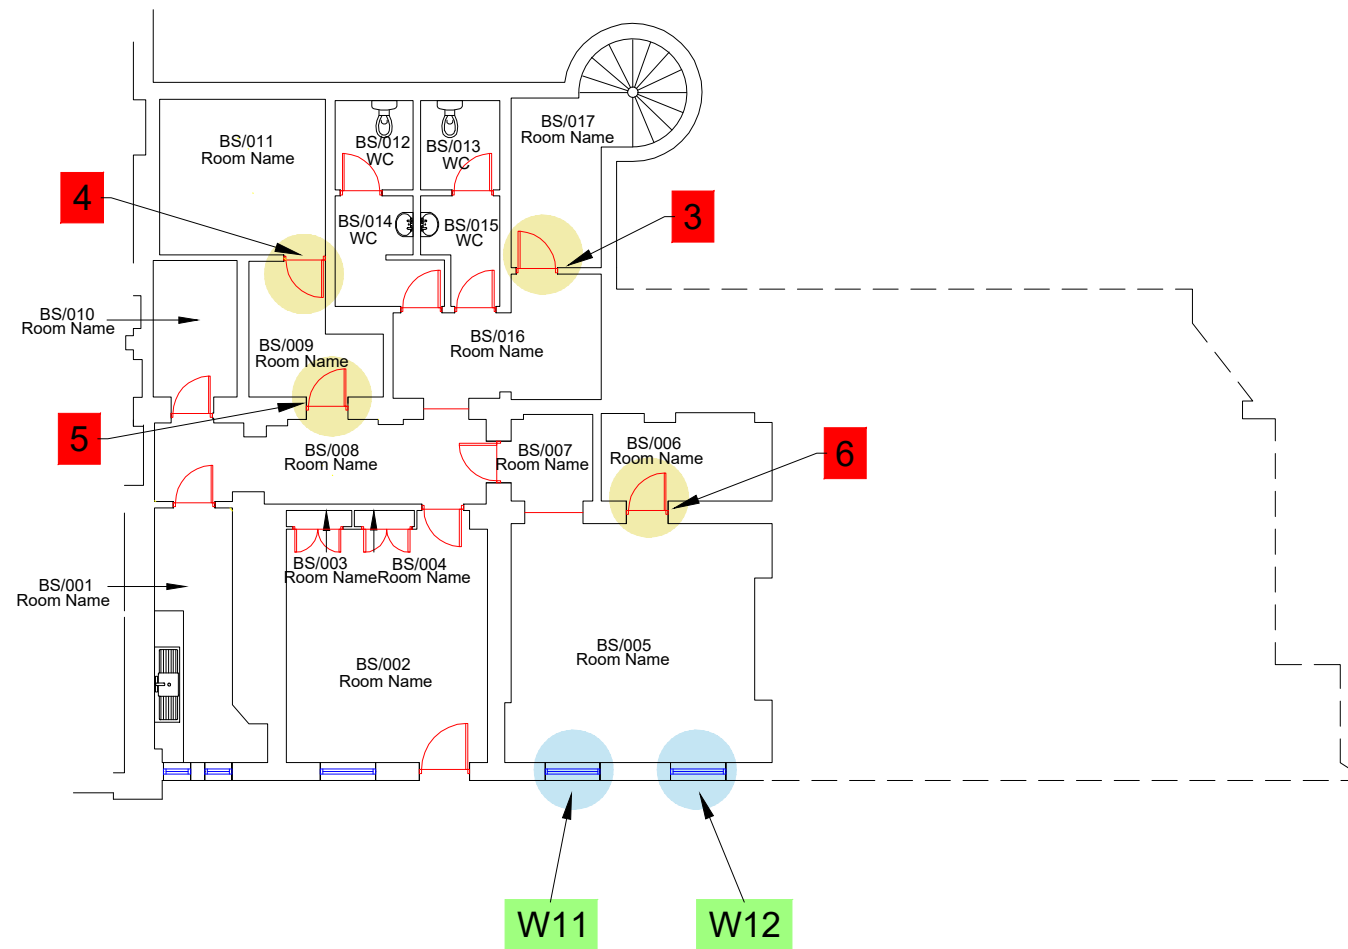 BS/011
Room Name
BS/012
WC
BS/013
WC
BS/017
Room Name
4
3
BS/014
WC
BS/015
WC
BS/010
Room Name
BS/009
Room Name
BS/016
Room Name
5
BS/008
Room Name
BS/007
Room Name
BS/006
Room Name
6
BS/003
Room Name
BS/004
Room Name
BS/001
Room Name
BS/002
Room Name
BS/005
Room Name
W11
W12